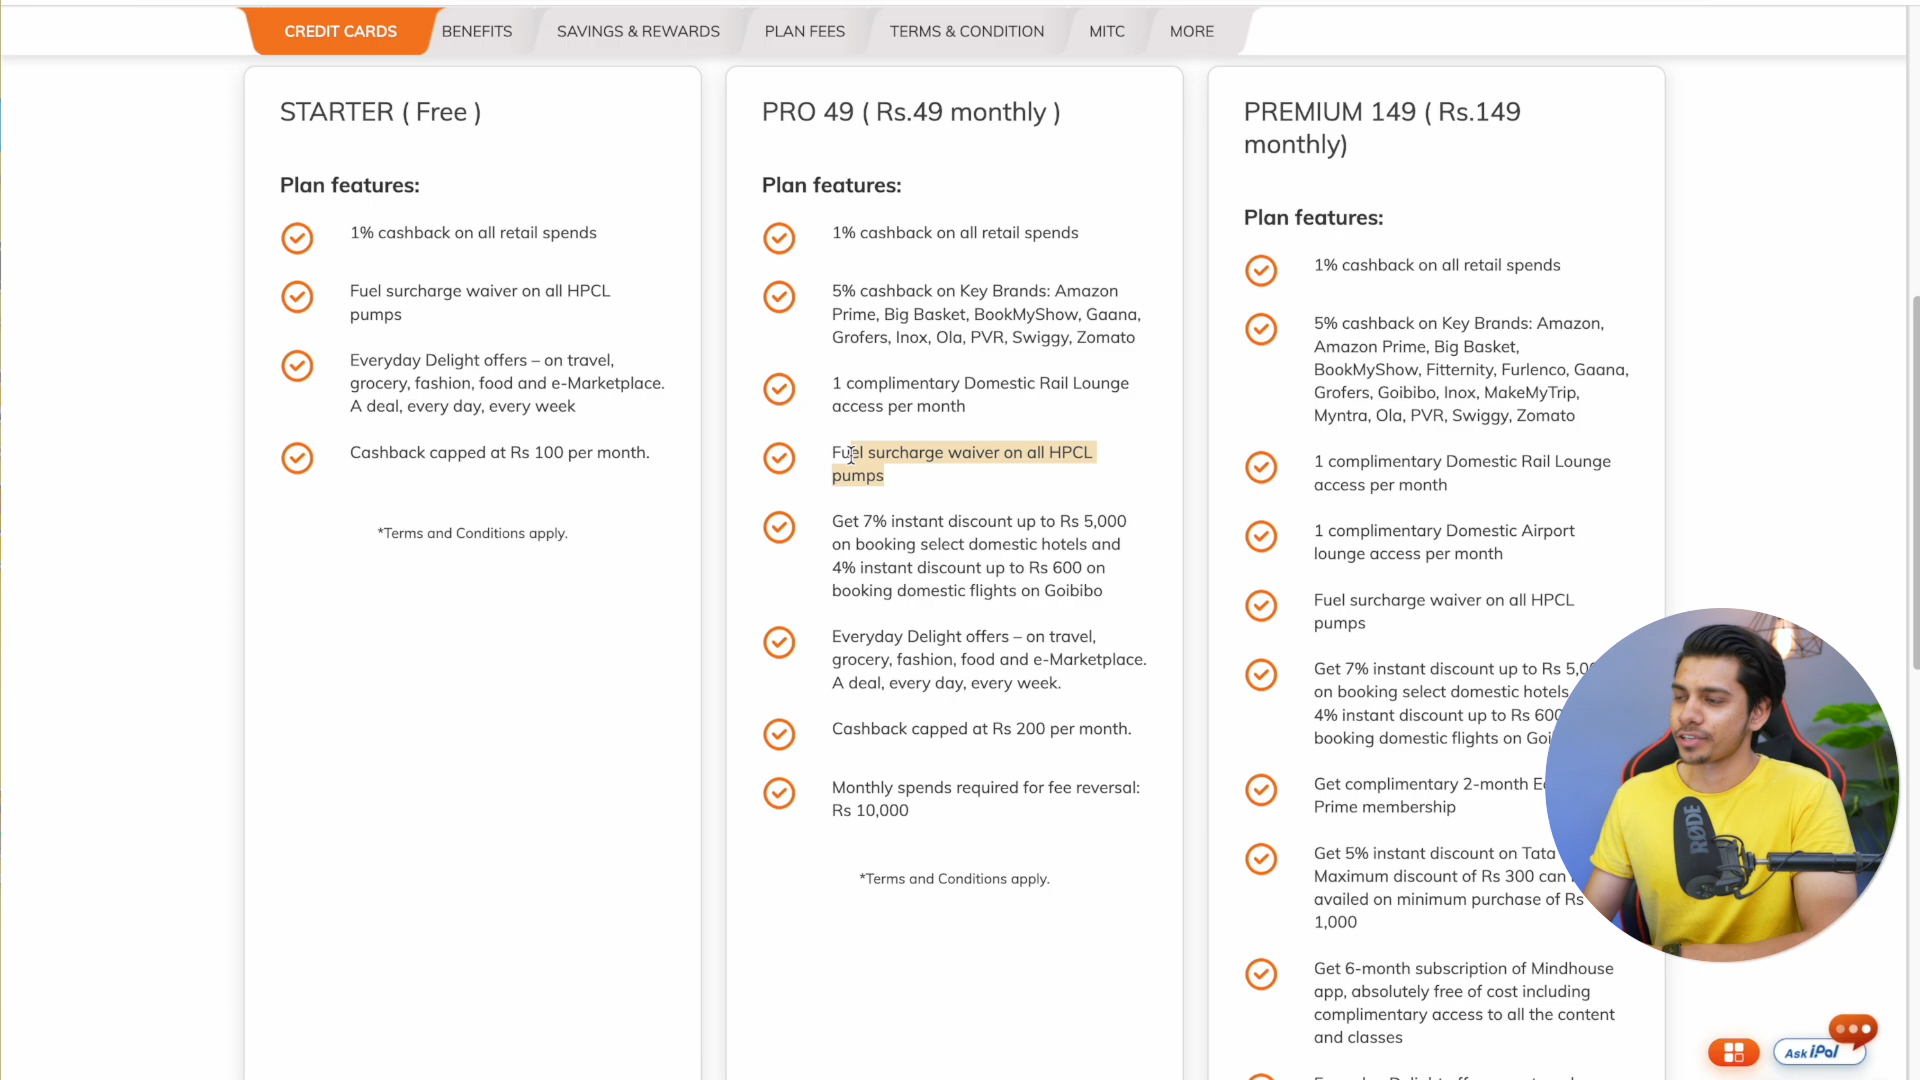 CREDIT CARDS
BENEFITS
SAVINGS & REWARDS
PLAN FEES
TERMS & CONDITION
MITC
MORE
STARTER ( Free )
Plan features:
1% cashback on all retail spends
Fuel surcharge waiver on all HPCL
pumps
Everyday Delight offers – on travel,
grocery, fashion, food and e-Marketplace.
A deal, every day, every week
Cashback capped at Rs 100 per month.
*Terms and Conditions apply.
PRO 49 ( Rs.49 monthly )
Plan features:
1% cashback on all retail spends
5% cashback on Key Brands: Amazon
Prime, Big Basket, BookMyShow, Gaana,
Grofers, Inox, Ola, PVR, Swiggy, Zomato
1 complimentary Domestic Rail Lounge
access per month
Fuel surcharge waiver on all HPCL
pumps
Get 7% instant discount up to Rs 5,000
on booking select domestic hotels and
4% instant discount up to Rs 600 on
booking domestic flights on Goibibo
Everyday Delight offers – on travel,
grocery, fashion, food and e-Marketplace.
A deal, every day, every week.
Cashback capped at Rs 200 per month.
Monthly spends required for fee reversal:
Rs 10,000
*Terms and Conditions apply.
PREMIUM 149 ( Rs.149
monthly)
Plan features:
1% cashback on all retail spends
5% cashback on Key Brands: Amazon,
Amazon Prime, Big Basket,
BookMyShow, Fitternity, Furlenco, Gaana,
Grofers, Goibibo, Inox, MakeMyTrip,
Myntra, Ola, PVR, Swiggy, Zomato
1 complimentary Domestic Rail Lounge
access per month
1 complimentary Domestic Airport
lounge access per month
Fuel surcharge waiver on all HPCL
pumps
Get 7% instant discount up to Rs
on booking select domestic hotels
4% instant discount up to Rs 600
booking domestic flights on
Get complimentary 2-month
Prime membership
Get 5% instant discount on Tata
Maximum discount of Rs 300 can
availed on minimum purchase of Rs
1,000
Get 6-month subscription of Mindhouse
app, absolutely free of cost including
complimentary access to all the content
and classes
RØDE
Ask iPal